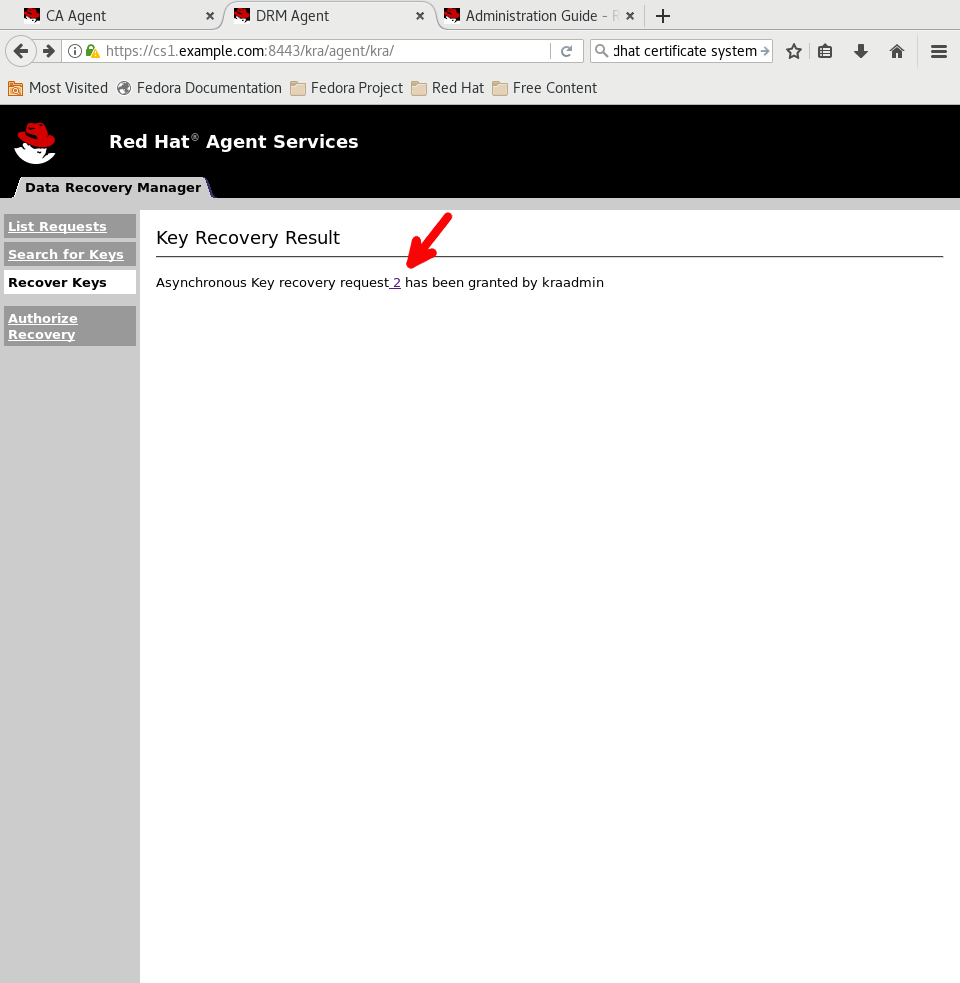 CA Agent
DRM Agent
Administration Guide - R
https://cs1.example.com:8443/kra/agent/kra/
dhat certificate system
Most Visited
Fedora Documentation
Fedora Project
Red Hat
Free Content
Red Hat® Agent Services
Data Recovery Manager
List Requests
Search for Keys
Recover Keys
Authorize
Recovery
Key Recovery Result
Asynchronous Key recovery request 2 has been granted by kraadmin